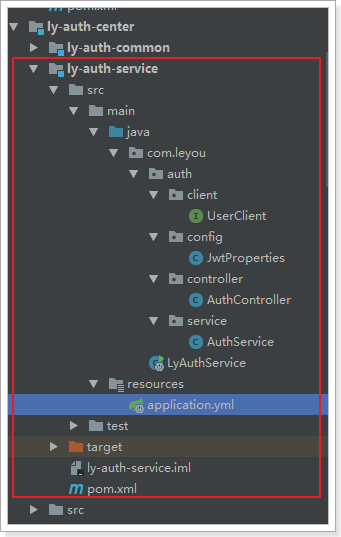 pom.xml
ly-auth-center
ly-auth-common
ly-auth-service
src
main
java
com.leyou
auth
client
UserClient
config
JwtProperties
controller
AuthController
service
AuthService
LyAuthService
resources
application.yml
test
target
ly-auth-service.iml
pom.xml
src